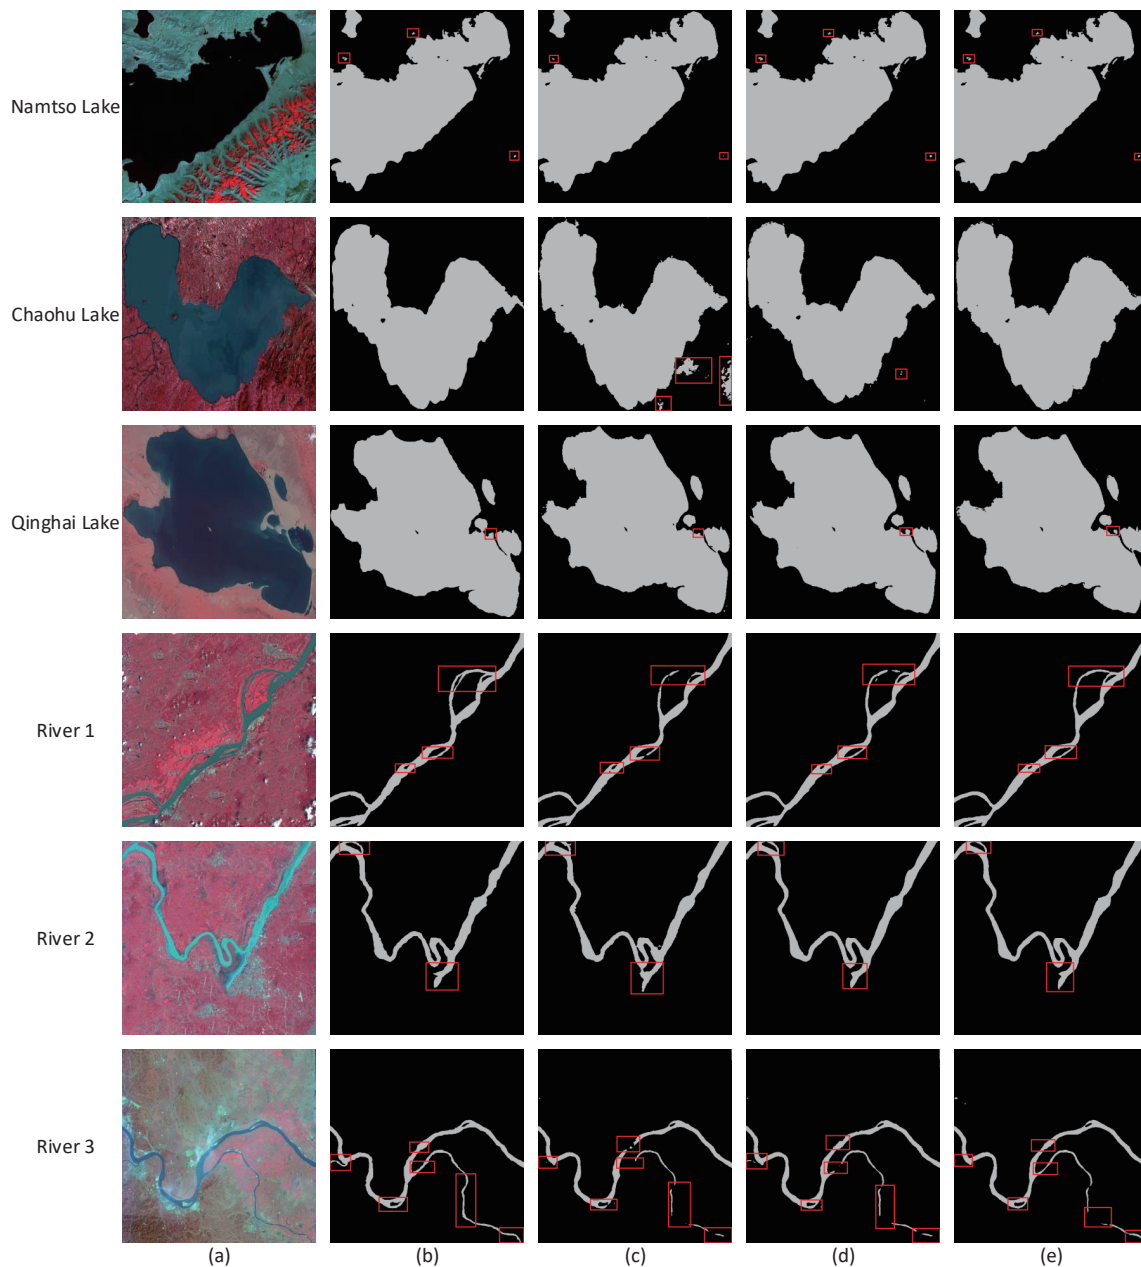 Namtso Lake
Chaohu Lake
Qinghai Lake
River 1
River 2
River 3
(a) (b) (c) (d) (e)